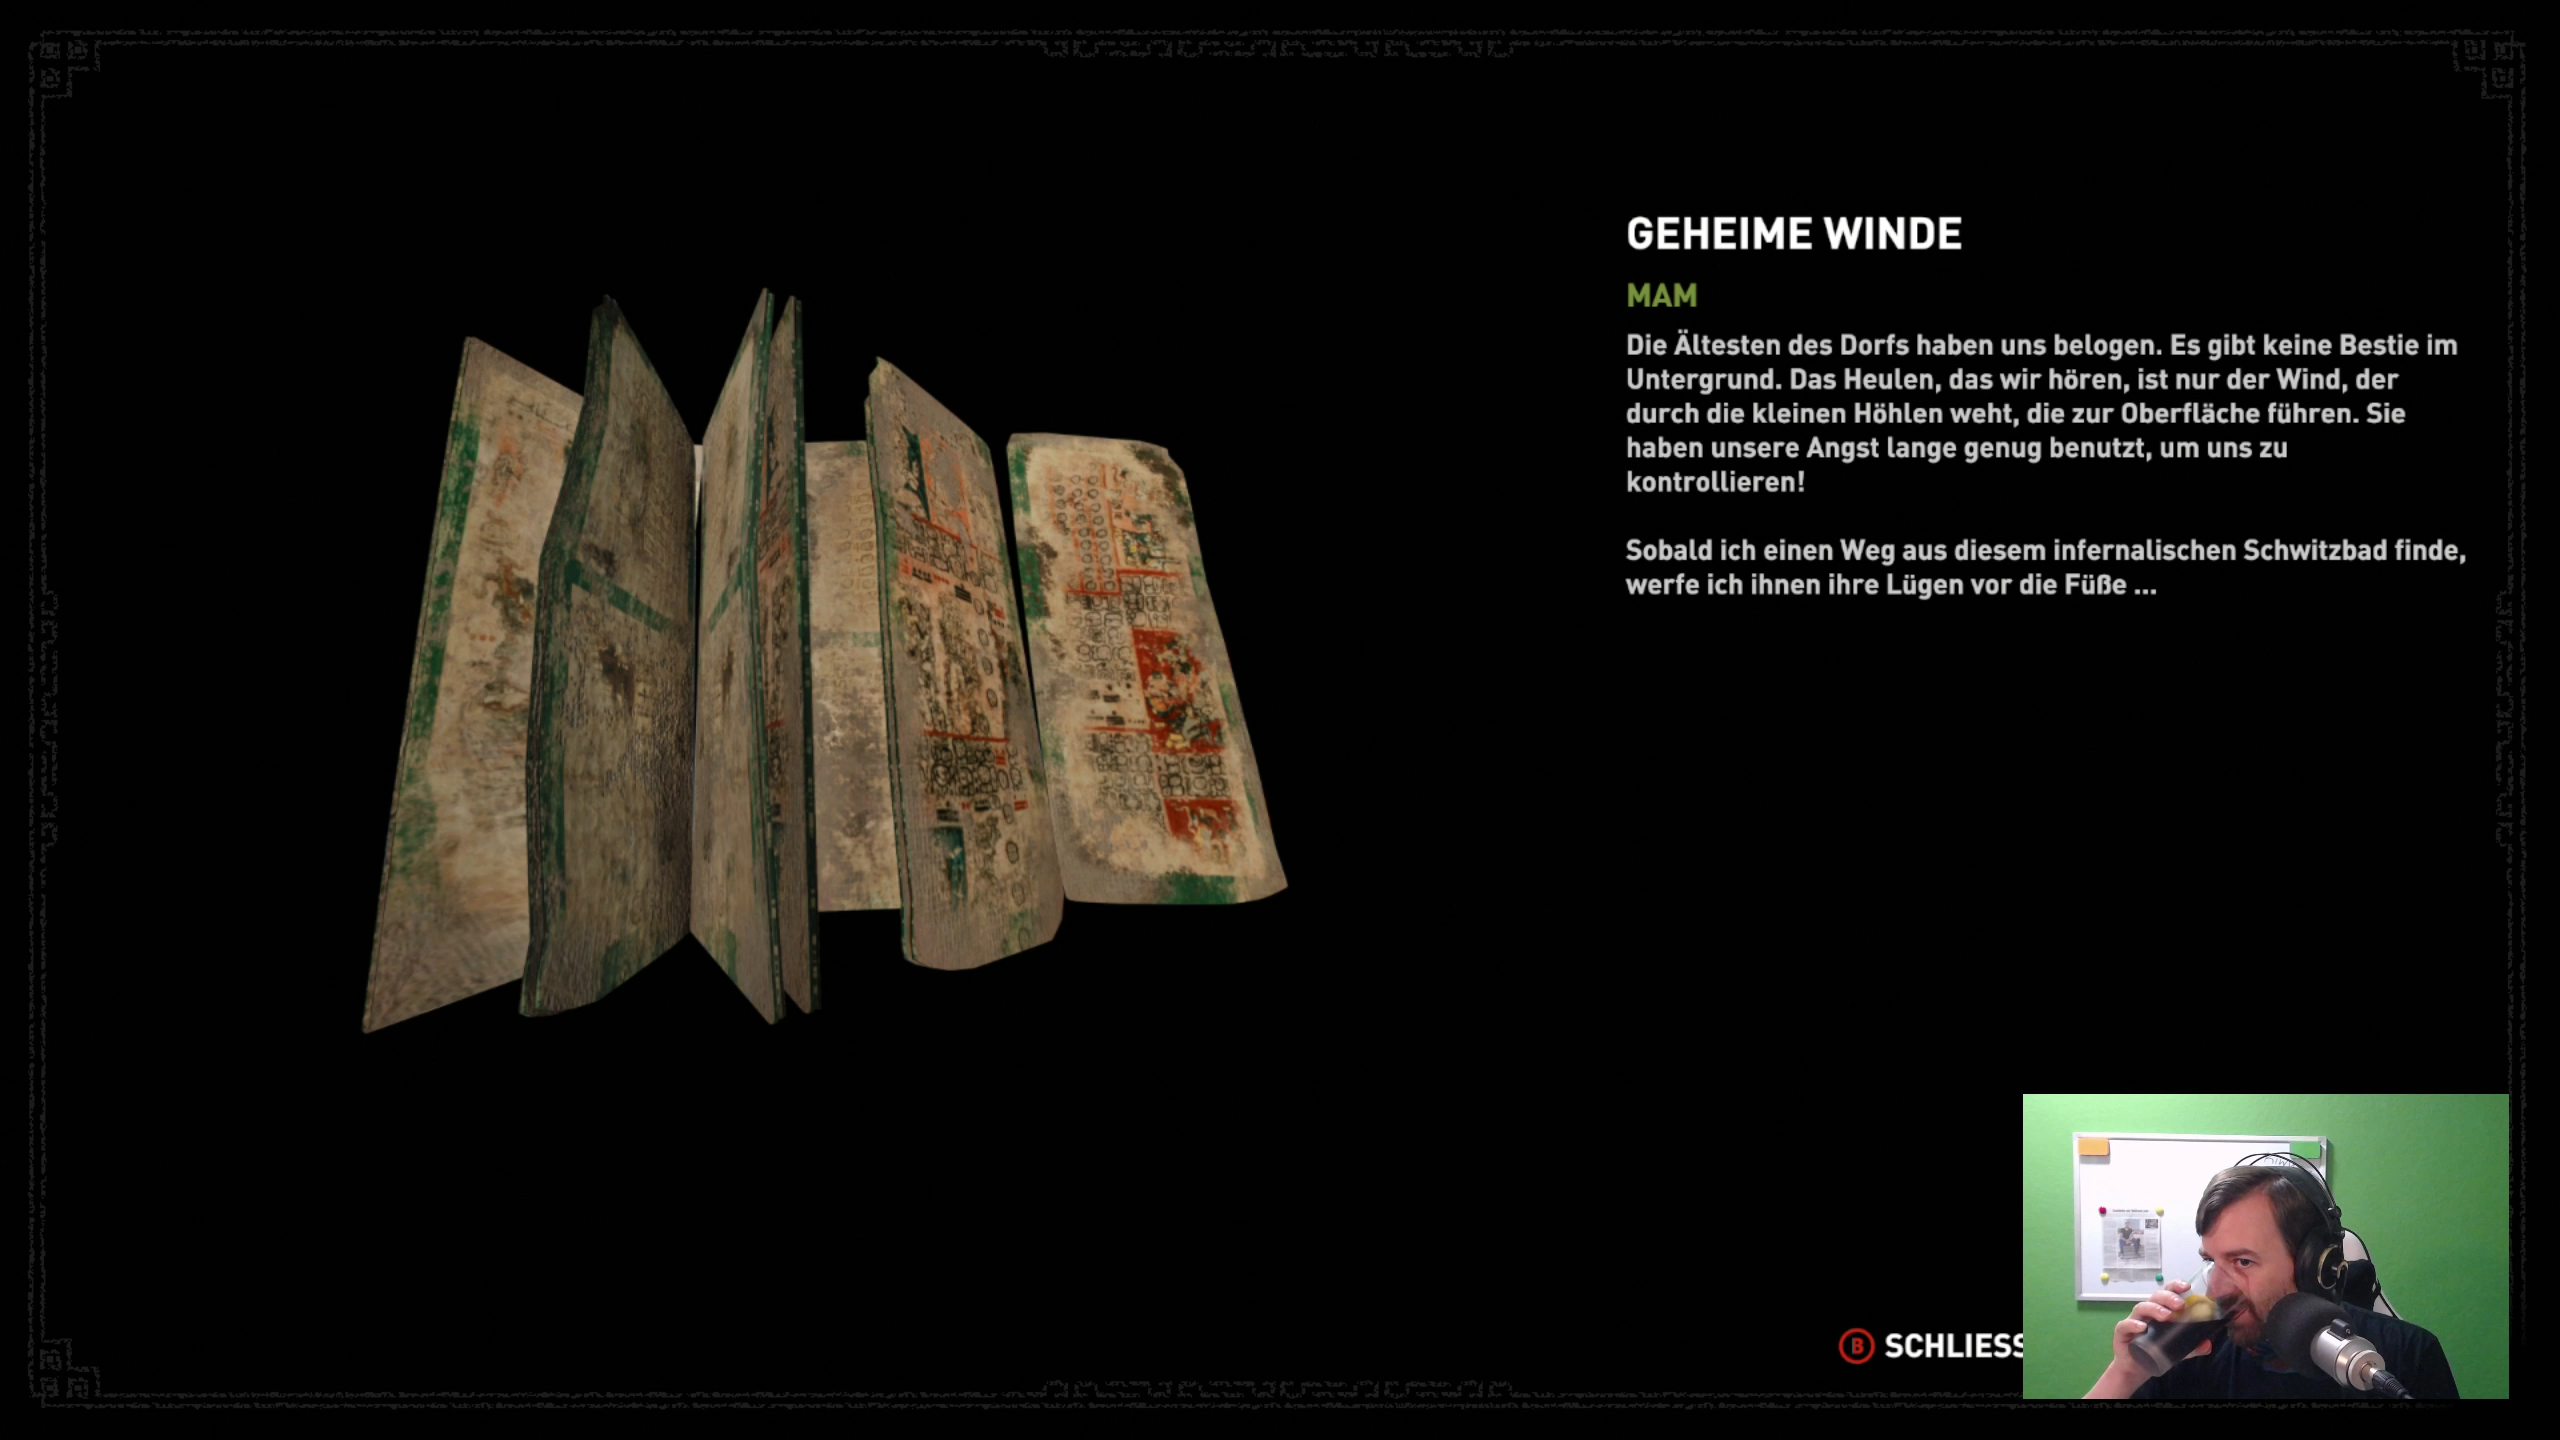 GEHEIME WINDE
MAM
Die Ältesten des Dorfs haben uns belogen. Es gibt keine Bestie im
Untergrund. Das Heulen, das wir hören, ist nur der Wind, der
durch die kleinen Höhlen weht, die zur Oberfläche führen. Sie
haben unsere Angst lange genug benutzt, um uns zu
kontrollieren!
Sobald ich einen Weg aus diesem infernalischen Schwitzbad finde,
werfe ich ihnen ihre Lügen vor die Füße ...
B SCHLIESS